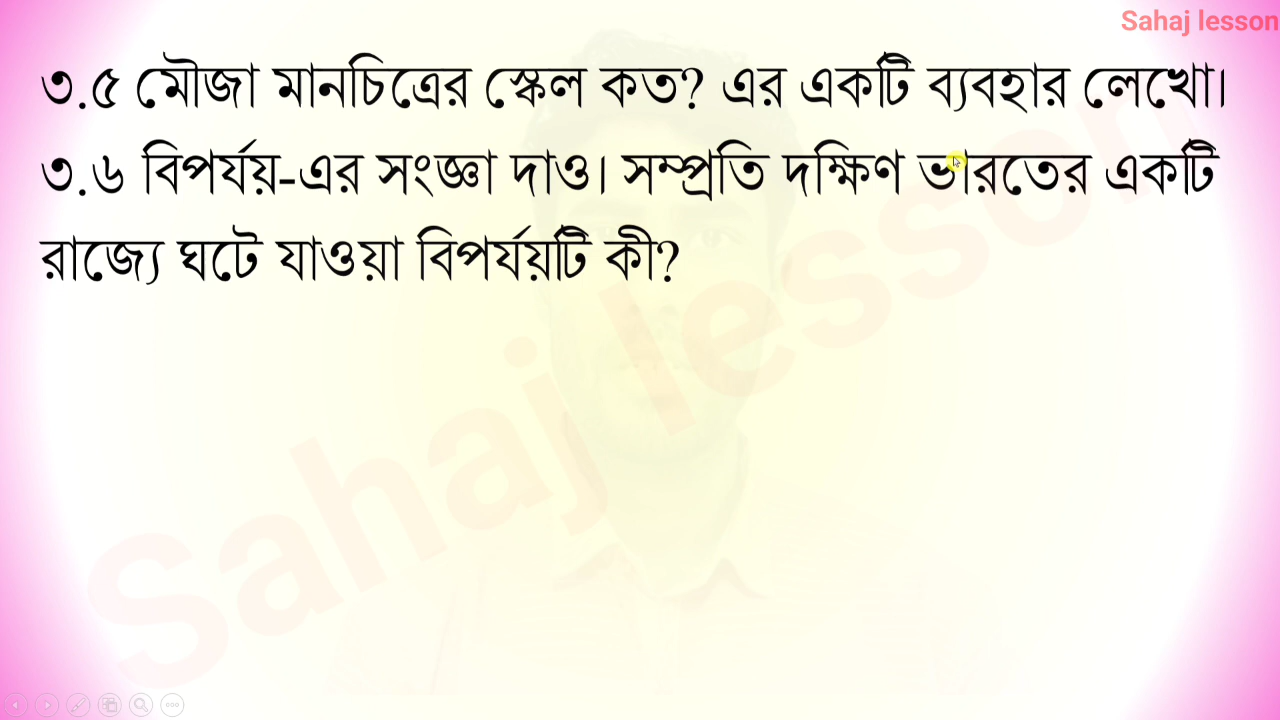 Sahaj lesson
৩.৫ মৌজা মানচিত্রের স্কেল কত? এর একটি ব্যবহার লেখো।
৩.৬ বিপর্যয়-এর সংজ্ঞা দাও। সম্প্রতি দক্ষিণ ভারতের একটি
রাজ্যে ঘটে যাওয়া বিপর্যয়টি কী?
Sahaj lesson